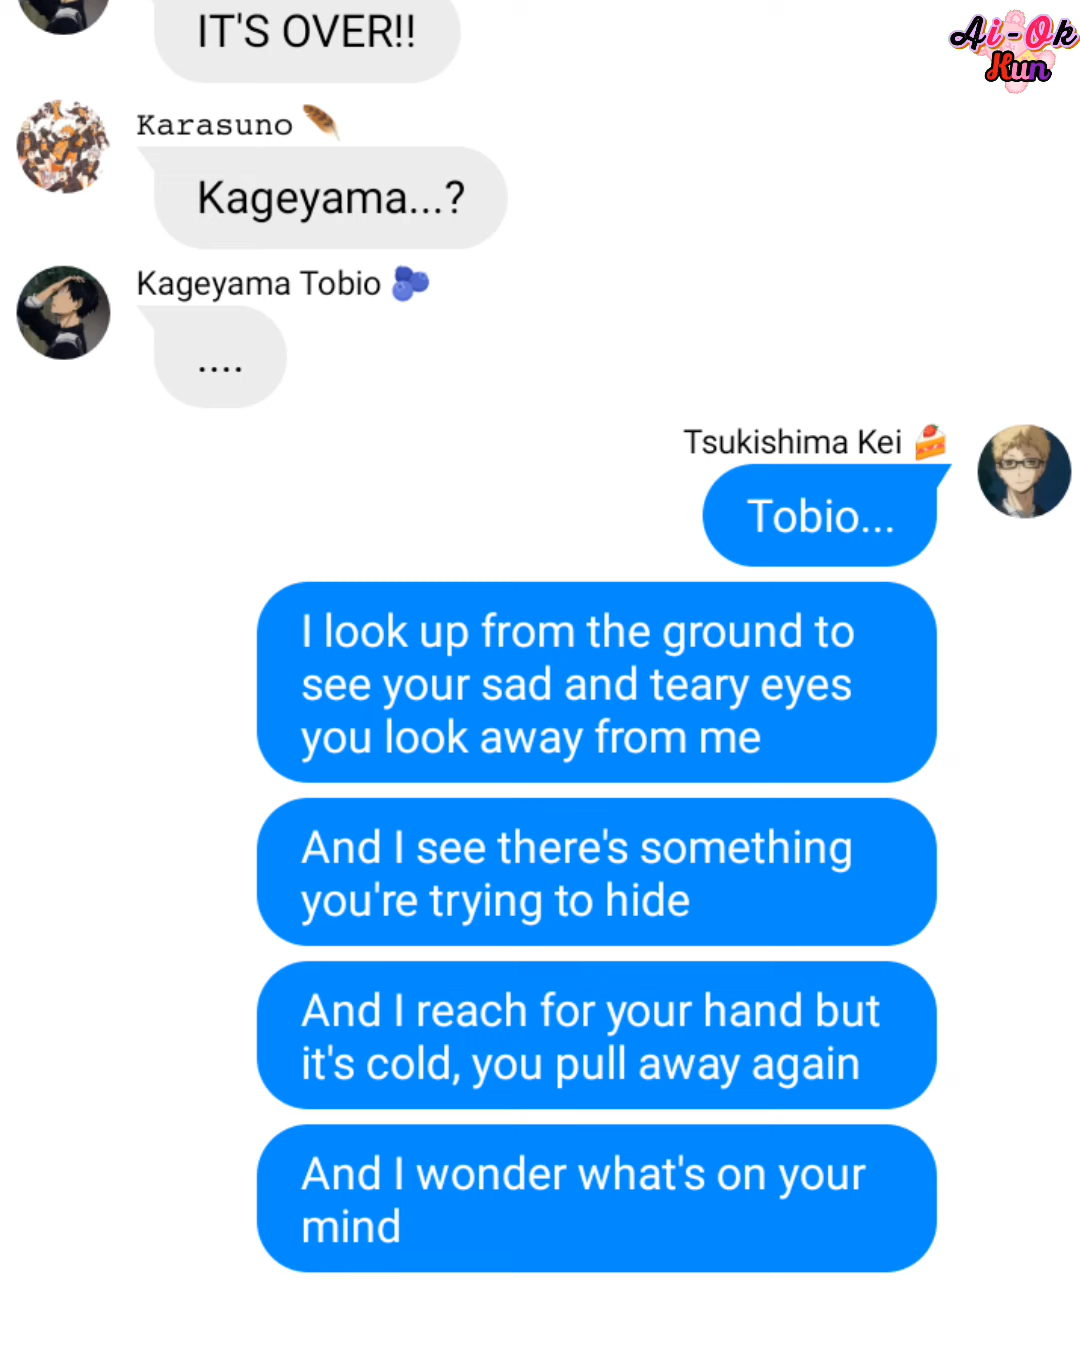 IT'S OVER!!
Ai-Ok
Kun
Karasuno
Kageyama...?
Kageyama Tobio
....
Tsukishima Kei
Tobio...
I look up from the ground to
see your sad and teary eyes
you look away from me
And I see there's something
you're trying to hide
And I reach for your hand but
it's cold, you pull away again
And I wonder what's on your
mind